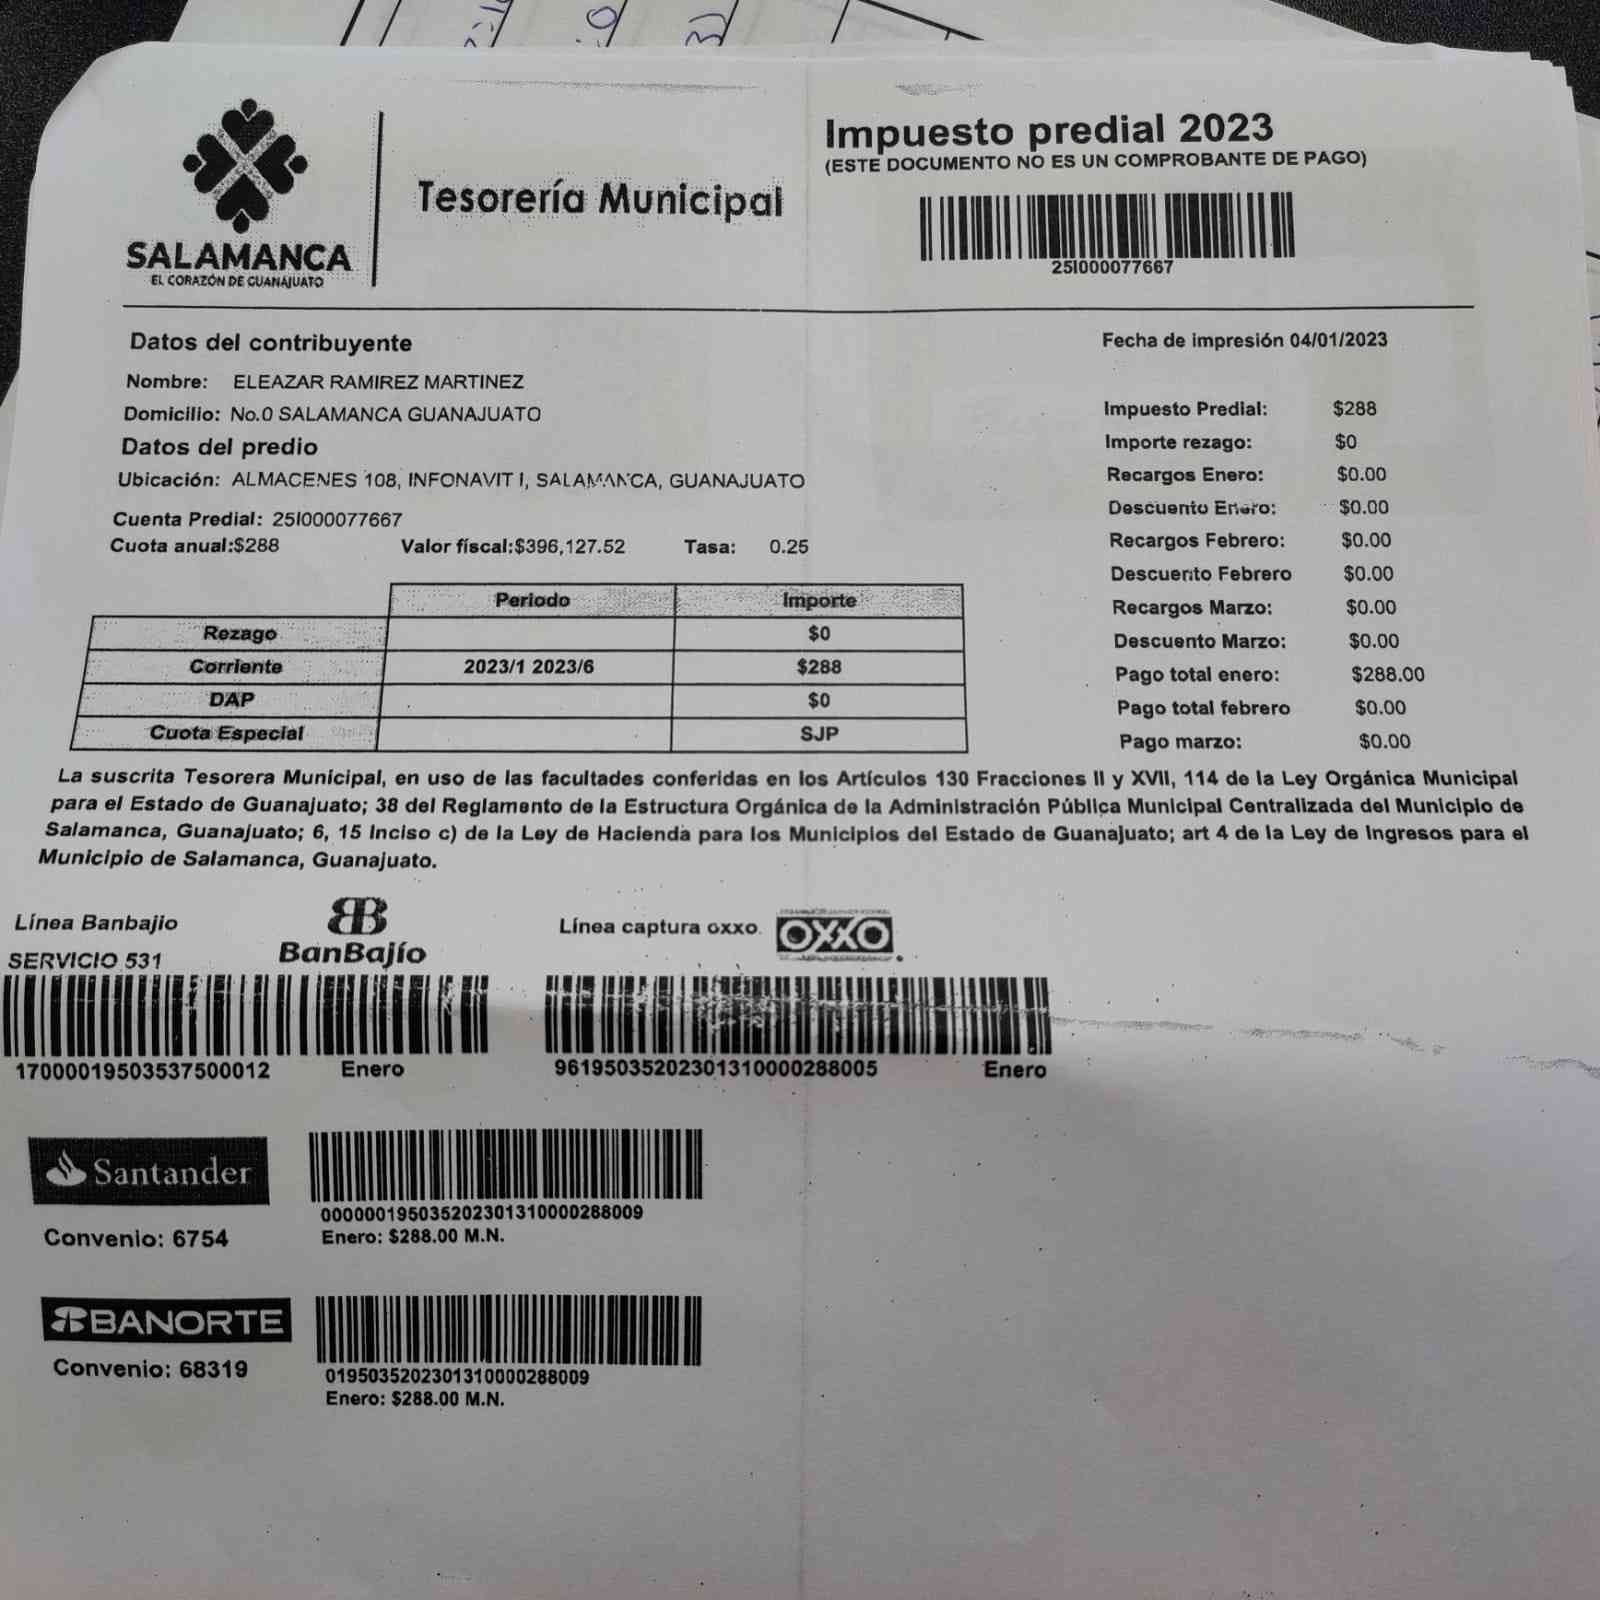 Impuesto predial 2023
(ESTE DOCUMENTO NO ES UN COMPROBANTE DE PAGO)
Tesorería Municipal
SALAMANCA
EL CORAZÓN DE GUANAJUATO
25I000077667
Datos del contribuyente
Fecha de impresión 04/01/2023
Nombre: ELEAZAR RAMIREZ MARTINEZ
Domicilio: No.0 SALAMANCA GUANAJUATO
Datos del predio
Ubicación: ALMACENES 108, INFONAVIT I, SALAMANCA, GUANAJUATO
Cuenta Predial: 25I000077667
Cuota anual:$288 Valor fiscal:$396,127.52 Tasa: 0.25
Impuesto Predial: $288
Importe rezago: $0
Recargos Enero: $0.00
Descuento Enero: $0.00
Recargos Febrero: $0.00
Descuento Febrero $0.00
Recargos Marzo: $0.00
Descuento Marzo: $0.00
Pago total enero: $288.00
Pago total febrero $0.00
Pago marzo: $0.00
Periodo Importe
Rezago $0
Corriente 2023/1 2023/6 $288
DAP $0
Cuota Especial SJP
La suscrita Tesorera Municipal, en uso de las facultades conferidas en los Artículos 130 Fracciones II y XVII, 114 de la Ley Orgánica Municipal
para el Estado de Guanajuato; 38 del Reglamento de la Estructura Orgánica de la Administración Pública Municipal Centralizada del Municipio de
Salamanca, Guanajuato; 6, 15 Inciso c) de la Ley de Hacienda para los Municipios del Estado de Guanajuato; art 4 de la Ley de Ingresos para el
Municipio de Salamanca, Guanajuato.
Línea Banbajio
SERVICIO 531
BanBajío
17000019503537500012 Enero
Línea captura oxxo.
OXXO
96195035202301310000288005 Enero
Santander
Convenio: 6754
000000195035202301310000288009
Enero: $288.00 M.N.
BANORTE
Convenio: 68319
0195035202301310000288009
Enero: $288.00 M.N.